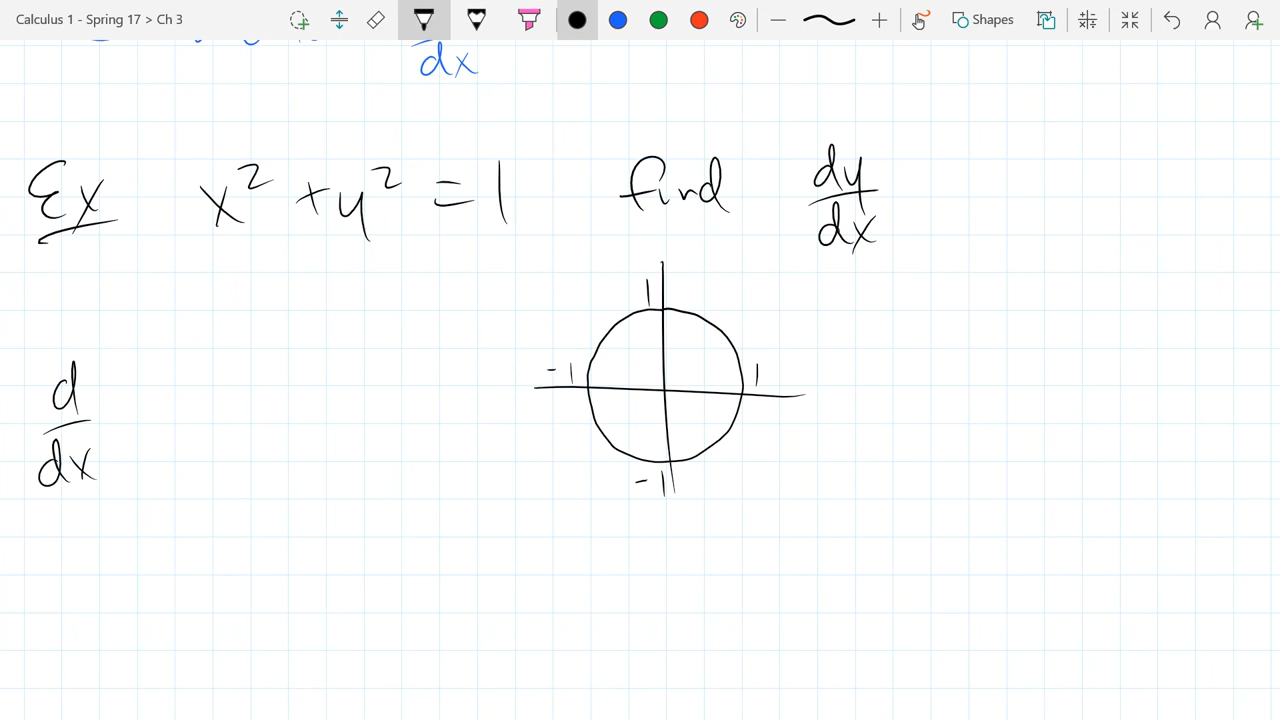 Calculus 1 - Spring 17 > Ch 3
Shapes
dx
Ex x² + y² = 1 find dy/dx
1
-1 1
-1
d/dx